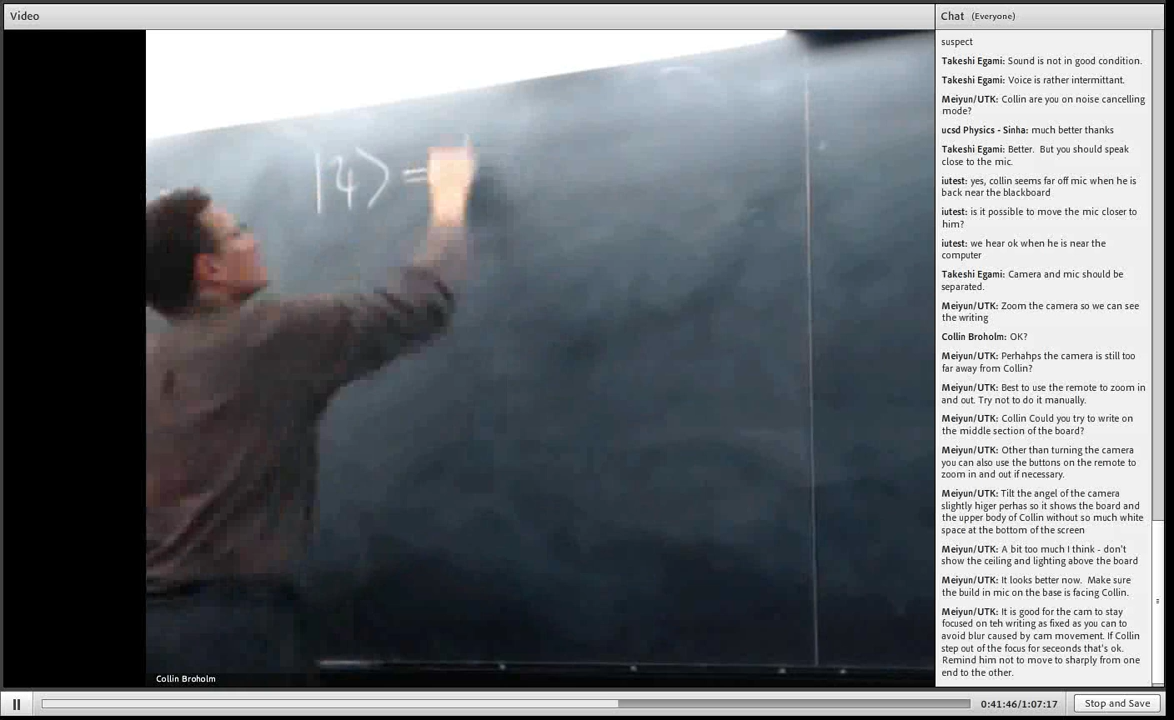 Video
|ψ⟩ =
Collin Broholm
Chat (Everyone)
suspect
Takeshi Egami: Sound is not in good condition.
Takeshi Egami: Voice is rather intermittant.
Meiyun/UTK: Collin are you on noise cancelling
mode?
ucsd Physics - Sinha: much better thanks
Takeshi Egami: Better.  But you should speak
close to the mic.
iutest: yes, collin seems far off mic when he is
back near the blackboard
iutest: is it possible to move the mic closer to
him?
iutest: we hear ok when he is near the
computer
Takeshi Egami: Camera and mic should be
separated.
Meiyun/UTK: Zoom the camera so we can see
the writing
Collin Broholm: OK?
Meiyun/UTK: Perhahps the camera is still too
far away from Collin?
Meiyun/UTK: Best to use the remote to zoom in
and out. Try not to do it manually.
Meiyun/UTK: Collin Could you try to write on
the middle section of the board?
Meiyun/UTK: Other than turning the camera
you can also use the buttons on the remote to
zoom in and out if necessary.
Meiyun/UTK: Tilt the angel of the camera
slightly higer perhas so it shows the board and
the upper body of Collin without so much white
space at the bottom of the screen
Meiyun/UTK: A bit too much I think - don't
show the ceiling and lighting above the board
Meiyun/UTK: It looks better now.  Make sure
the build in mic on the base is facing Collin.
Meiyun/UTK: It is good for the cam to stay
focused on teh writing as fixed as you can to
avoid blur caused by cam movement. If Collin
step out of the focus for seceonds that's ok.
Remind him not to move to sharply from one
end to the other.
0:41:46/1:07:17
Stop and Save